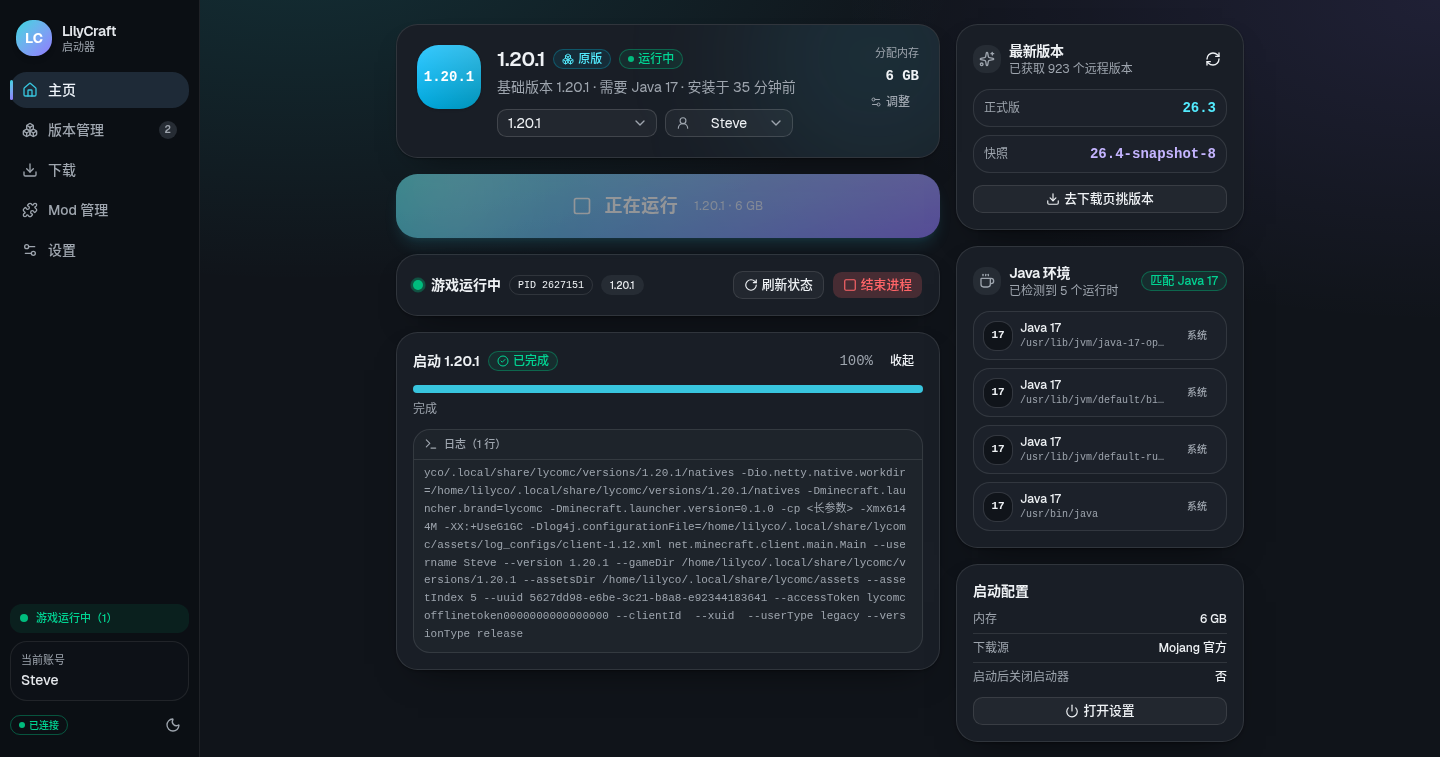 LC
LilyCraft
启动器
主页
版本管理
2
下载
Mod 管理
设置
游戏运行中（1）
当前账号
Steve
已连接
1.20.1
1.20.1
原版
运行中
基础版本 1.20.1 · 需要 Java 17 · 安装于 35 分钟前
1.20.1
Steve
分配内存
6 GB
调整
正在运行
1.20.1 · 6 GB
游戏运行中
PID 2627151
1.20.1
刷新状态
结束进程
启动 1.20.1
已完成
100%
收起
完成
日志（1 行）
yco/.local/share/lycomc/versions/1.20.1/natives -Dio.netty.native.workdir
=/home/lilyco/.local/share/lycomc/versions/1.20.1/natives -Dminecraft.lau
ncher.brand=lycomc -Dminecraft.launcher.version=0.1.0 -cp <长参数> -Xmx614
4M -XX:+UseG1GC -Dlog4j.configurationFile=/home/lilyco/.local/share/lycom
c/assets/log_configs/client-1.12.xml net.minecraft.client.main.Main --use
rname Steve --version 1.20.1 --gameDir /home/lilyco/.local/share/lycomc/v
ersions/1.20.1 --assetsDir /home/lilyco/.local/share/lycomc/assets --asse
tIndex 5 --uuid 5627dd98-e6be-3c21-b8a8-e92344183641 --accessToken lycomc
offlinetoken0000000000000000 --clientId  --xuid  --userType legacy --vers
ionType release
最新版本
已获取 923 个远程版本
正式版
26.3
快照
26.4-snapshot-8
去下载页挑版本
Java 环境
已检测到 5 个运行时
匹配 Java 17
17
Java 17
/usr/lib/jvm/java-17-op…
系统
17
Java 17
/usr/lib/jvm/default/bi…
系统
17
Java 17
/usr/lib/jvm/default-ru…
系统
17
Java 17
/usr/bin/java
系统
启动配置
内存
6 GB
下载源
Mojang 官方
启动后关闭启动器
否
打开设置